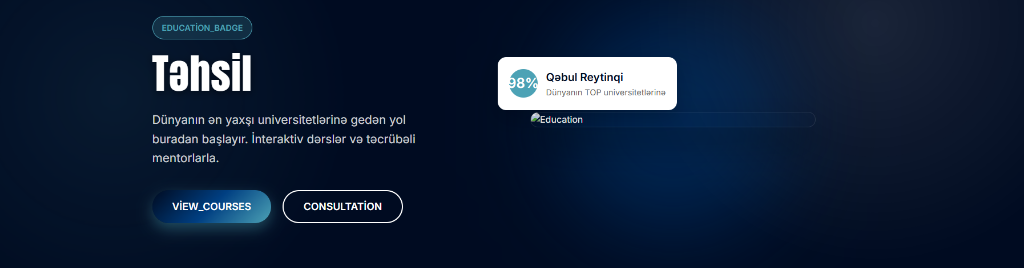 EDUCATİON_BADGE
Təhsil
Dünyanın ən yaxşı universitetlərinə gedən yol
buradan başlayır. İnteraktiv dərslər və təcrübəli
mentorlarla.
VİEW_COURSES
CONSULTATİON
98%
Qəbul Reytinqi
Dünyanın TOP universitetlərinə
Education